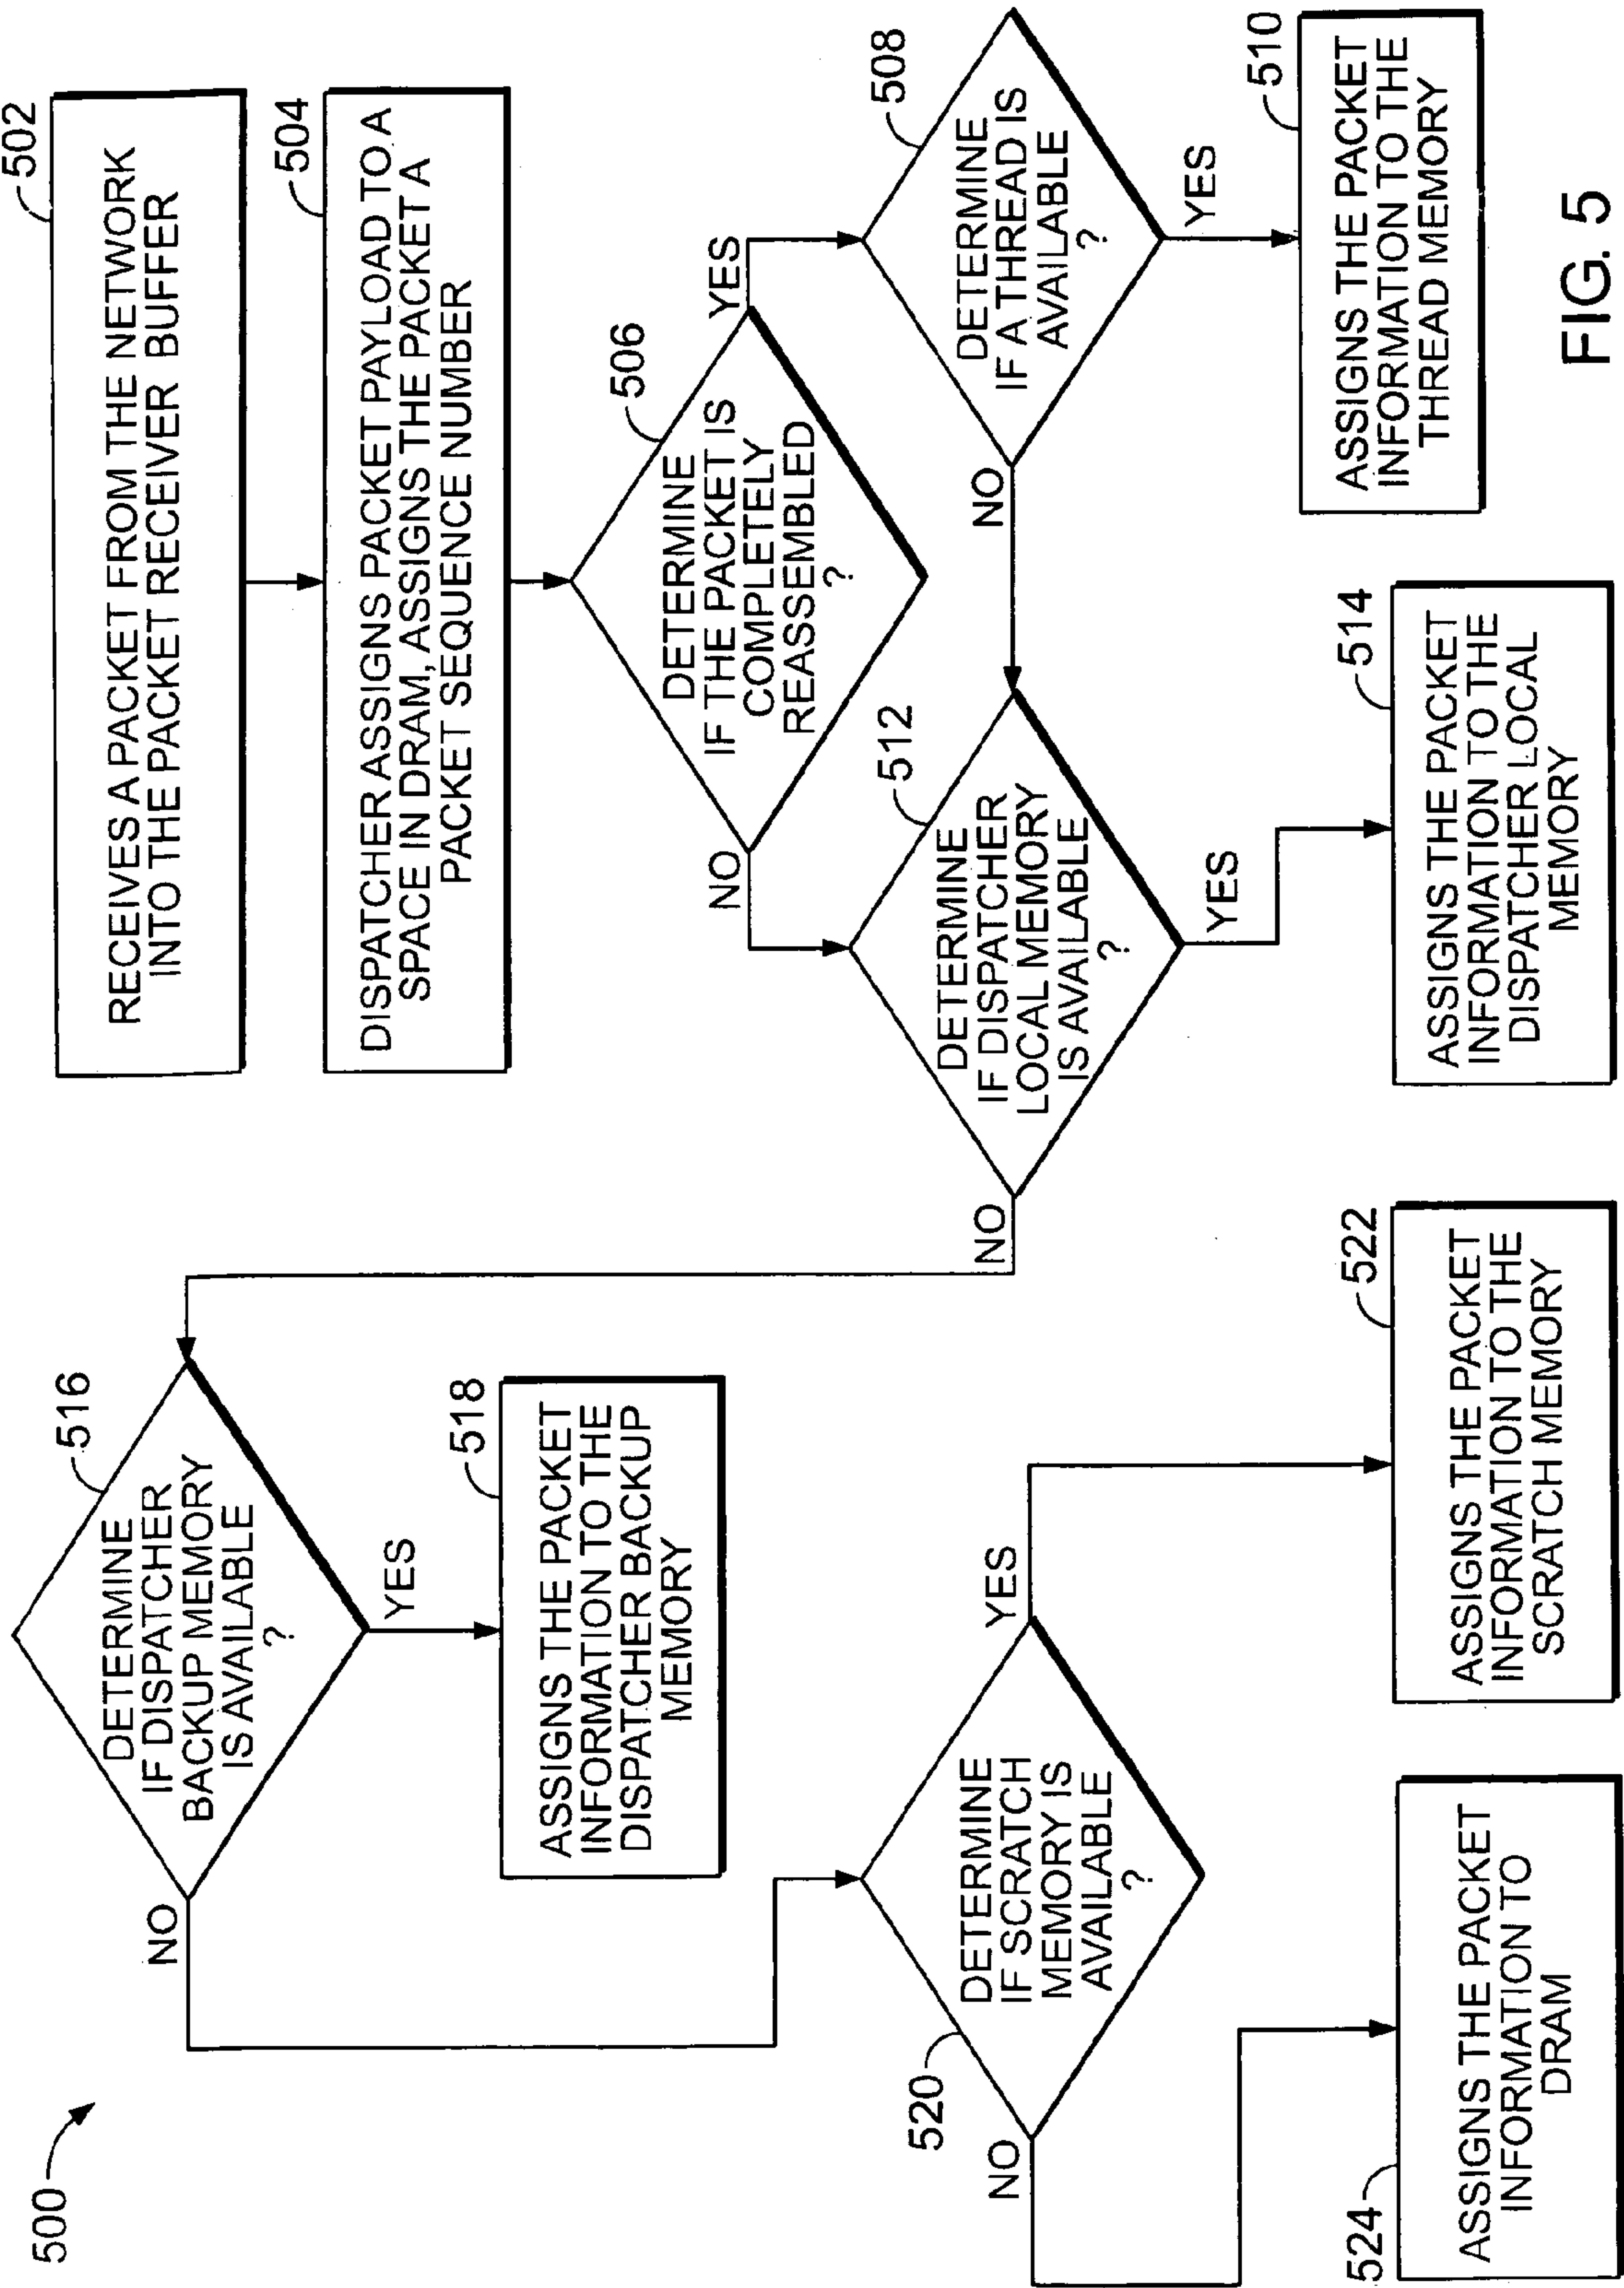 500
502
RECEIVES A PACKET FROM THE NETWORK
INTO THE PACKET RECEIVER BUFFER
504
DISPATCHER ASSIGNS PACKET PAYLOAD TO A
SPACE IN DRAM, ASSIGNS THE PACKET A
PACKET SEQUENCE NUMBER
506
DETERMINE
IF THE PACKET IS
COMPLETELY
REASSEMBLED
?
YES
NO
508
DETERMINE
IF A THREAD IS
AVAILABLE
?
NO
YES
510
ASSIGNS THE PACKET
INFORMATION TO THE
THREAD MEMORY
512
DETERMINE
IF DISPATCHER
LOCAL MEMORY
IS AVAILABLE
?
NO
YES
514
ASSIGNS THE PACKET
INFORMATION TO THE
DISPATCHER LOCAL
MEMORY
516
DETERMINE
IF DISPATCHER
BACKUP MEMORY
IS AVAILABLE
?
NO
YES
518
ASSIGNS THE PACKET
INFORMATION TO THE
DISPATCHER BACKUP
MEMORY
520
DETERMINE
IF SCRATCH
MEMORY IS
AVAILABLE
?
NO
YES
522
ASSIGNS THE PACKET
INFORMATION TO THE
SCRATCH MEMORY
524
ASSIGNS THE PACKET
INFORMATION TO
DRAM
FIG. 5